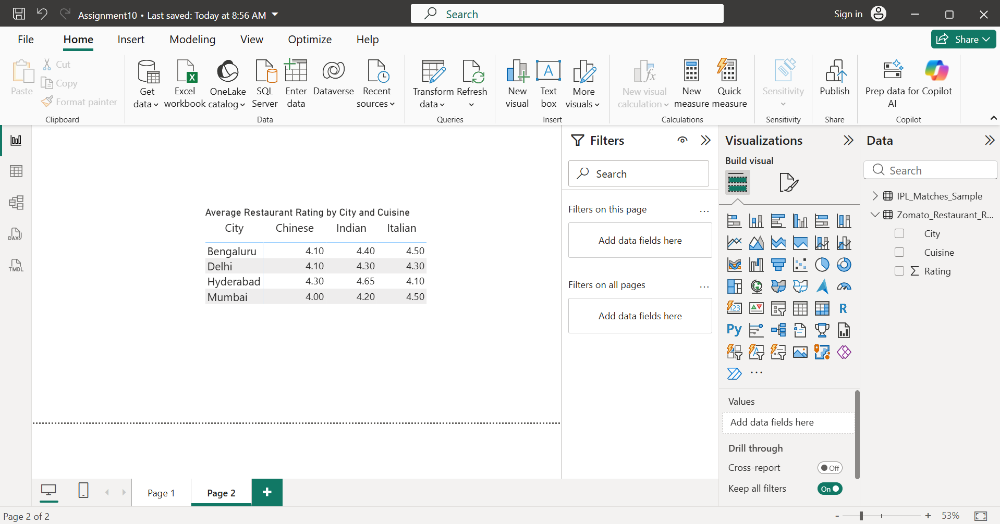 Assignment10 • Last saved: Today at 8:56 AM
Search
Sign in
File Home Insert Modeling View Optimize Help
Share
Paste
Cut
Copy
Format painter
Clipboard
Get data
Excel workbook
OneLake catalog
SQL Server
Enter data
Dataverse
Recent sources
Data
Transform data
Refresh
Queries
New visual
Text box
More visuals
Insert
New visual calculation
New measure
Quick measure
Calculations
Sensitivity
Sensitivity
Publish
Share
Prep data for AI
Copilot
Copilot
DAX
TMDL
Average Restaurant Rating by City and Cuisine
City Chinese Indian Italian
Bengaluru 4.10 4.40 4.50
Delhi 4.10 4.30 4.30
Hyderabad 4.30 4.65 4.10
Mumbai 4.00 4.20 4.50
Filters
Search
Filters on this page ...
Add data fields here
Filters on all pages ...
Add data fields here
Visualizations
Build visual
123
R
Py
...
Values
Add data fields here
Drill through
Cross-report Off
Keep all filters On
Data
Search
IPL_Matches_Sample
Zomato_Restaurant_R...
City
Cuisine
Σ Rating
Page 1
Page 2
+
Page 2 of 2
- + 53%